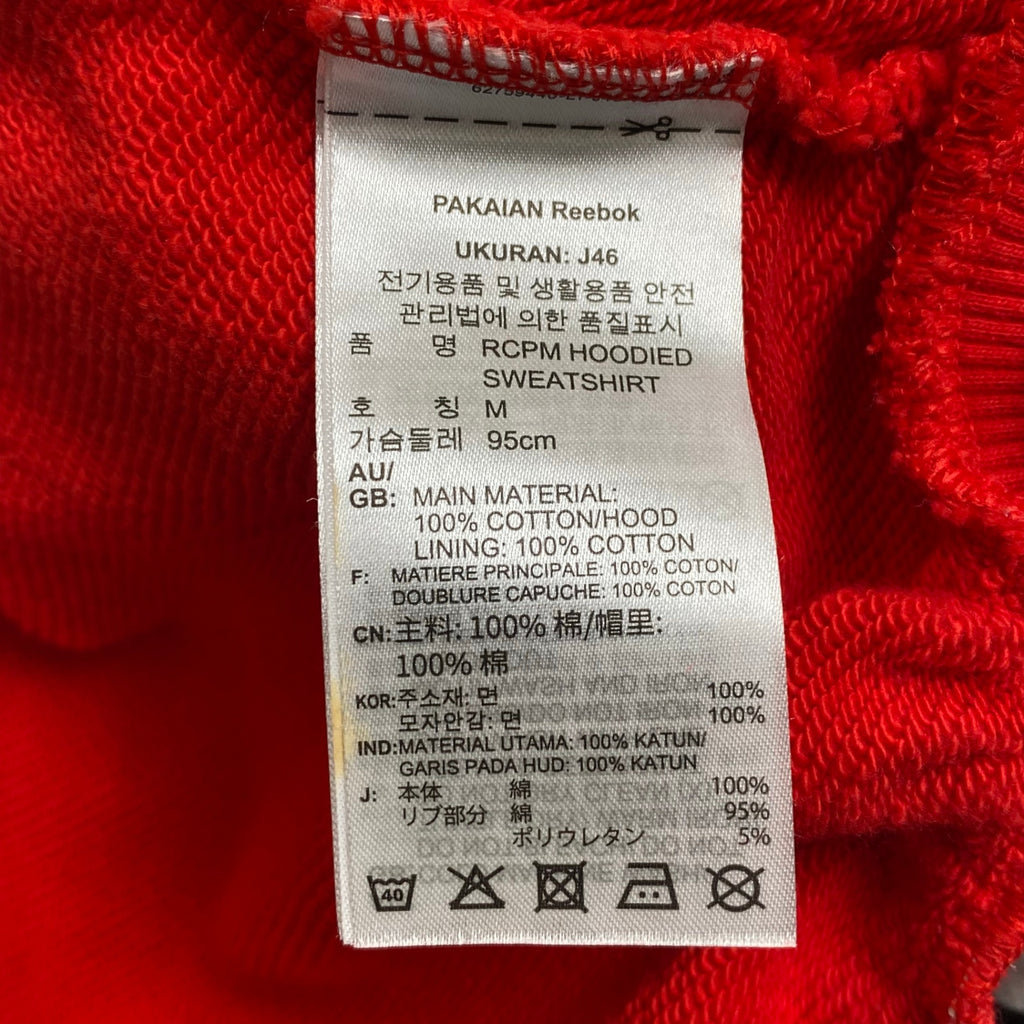 PAKAIAN Reebok
UKURAN: J46
전기용품 및 생활용품 안전
관리법에 의한 품질표시
품 명 RCPM HOODIED
SWEATSHIRT
호 칭 M
가슴둘레 95cm
AU/
GB: MAIN MATERIAL:
100% COTTON/HOOD
LINING: 100% COTTON
F: MATIERE PRINCIPALE: 100% COTON/
DOUBLURE CAPUCHE: 100% COTON
CN: 主料: 100% 棉/帽里:
100% 棉
KOR: 주소재: 면 100%
모자안감: 면 100%
IND: MATERIAL UTAMA: 100% KATUN/
GARIS PADA HUD: 100% KATUN
J: 本体 綿 100%
リブ部分 綿 95%
ポリウレタン 5%
40